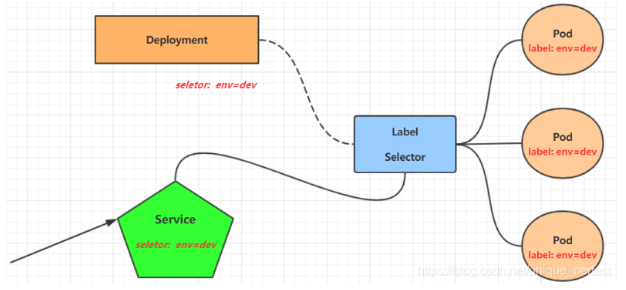 Deployment
seletor: env=dev
Label
Selector
Service
seletor: env=dev
Pod
label: env=dev
Pod
label: env=dev
Pod
label: env=dev
https://blog.csdn.net/unique_perfect